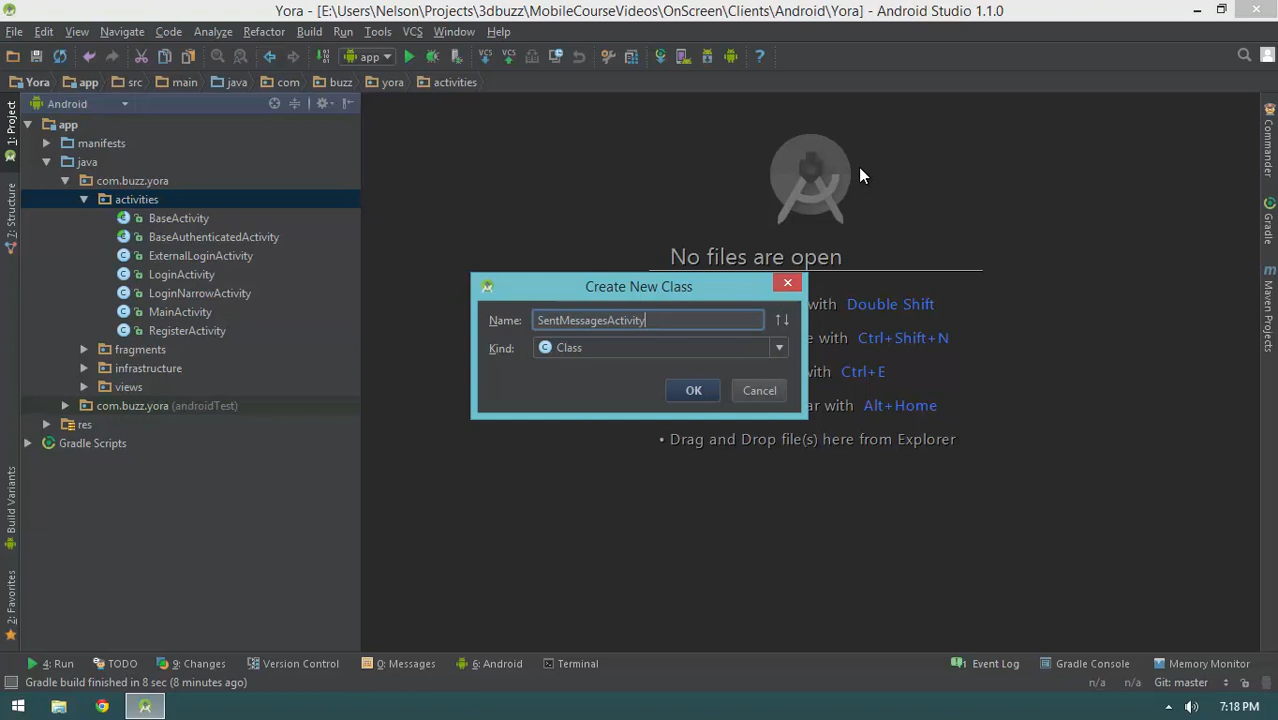 Yora - [E:\Users\Nelson\Projects\3dbuzz\MobileCourseVideos\OnScreen\Clients\Android\Yora] - Android Studio 1.1.0
File Edit View Navigate Code Analyze Refactor Build Run Tools VCS Window Help
app
Yora app src main java com buzz yora activities
Android
app
manifests
java
com.buzz.yora
activities
BaseActivity
BaseAuthenticatedActivity
ExternalLoginActivity
LoginActivity
LoginNarrowActivity
MainActivity
RegisterActivity
fragments
infrastructure
views
com.buzz.yora (androidTest)
res
Gradle Scripts
1: Project
7: Structure
Build Variants
2: Favorites
No files are open
with Double Shift
e with Ctrl+Shift+N
with Ctrl+E
ar with Alt+Home
• Drag and Drop file(s) here from Explorer
Create New Class
Name: SentMessagesActivity
Kind: Class
OK Cancel
Commander
Gradle
Maven Projects
4: Run TODO 9: Changes Version Control 0: Messages 6: Android Terminal 1 Event Log Gradle Console Memory Monitor
Gradle build finished in 8 sec (8 minutes ago) n/a n/a Git: master
7:18 PM